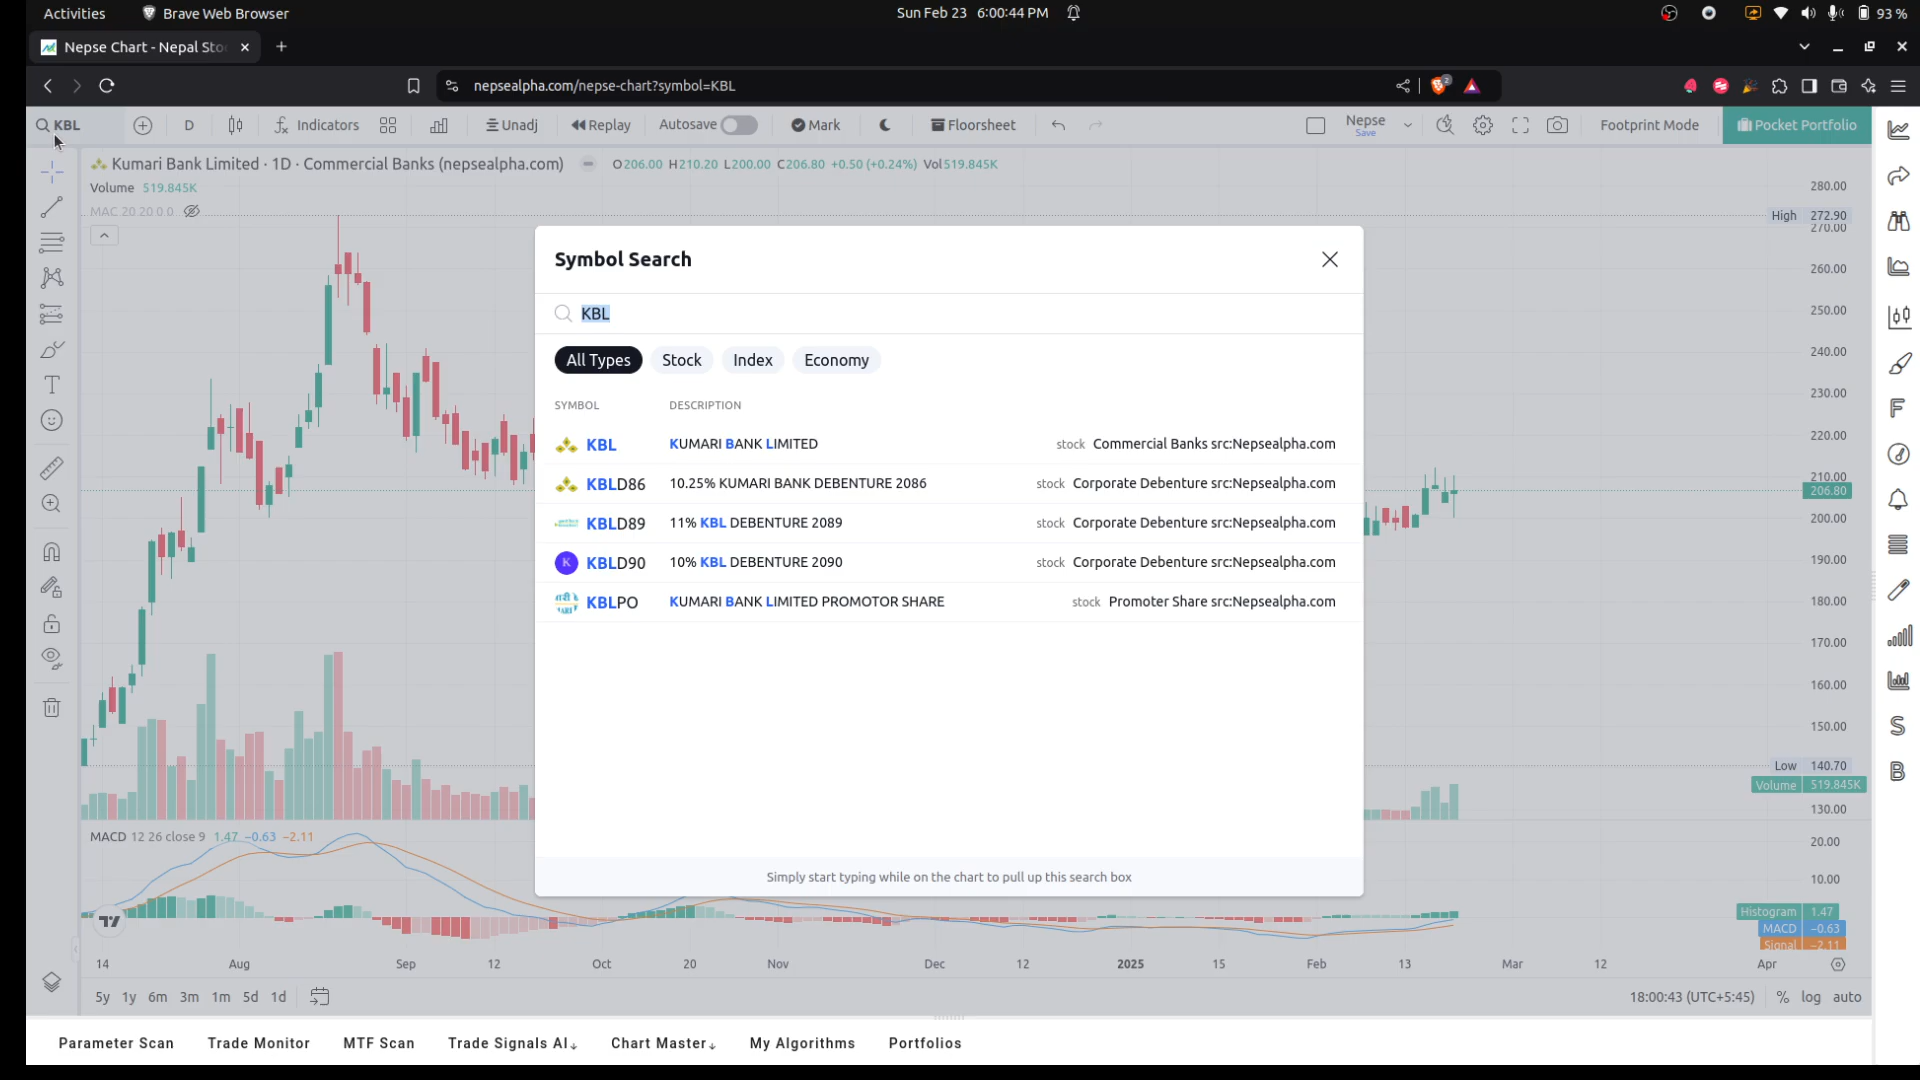 Activities
Brave Web Browser
Sun Feb 23 6:00:44 PM
93 %
Nepse Chart - Nepal Sto
nepsealpha.com/nepse-chart?symbol=KBL
2
KBL
D
Indicators
Unadj
Replay
Autosave
Mark
Floorsheet
Nepse
Save
Footprint Mode
Pocket Portfolio
Kumari Bank Limited · 1D · Commercial Banks (nepsealpha.com)
O206.00 H210.20 L200.00 C206.80 +0.50 (+0.24%) Vol519.845K
Volume 519.845K
MAC 20 20 0 0
Symbol Search
KBL
All Types
Stock
Index
Economy
SYMBOL
DESCRIPTION
KBL KUMARI BANK LIMITED stock Commercial Banks src:Nepsealpha.com
KBLD86 10.25% KUMARI BANK DEBENTURE 2086 stock Corporate Debenture src:Nepsealpha.com
KBLD89 11% KBL DEBENTURE 2089 stock Corporate Debenture src:Nepsealpha.com
K KBLD90 10% KBL DEBENTURE 2090 stock Corporate Debenture src:Nepsealpha.com
KBLPO KUMARI BANK LIMITED PROMOTOR SHARE stock Promoter Share src:Nepsealpha.com
Simply start typing while on the chart to pull up this search box
280.00
High 272.90
270.00
260.00
250.00
240.00
230.00
220.00
210.00
206.80
200.00
190.00
180.00
170.00
160.00
150.00
Low 140.70
Volume 519.845K
130.00
MACD 12 26 close 9 1.47 −0.63 −2.11
20.00
10.00
Histogram 1.47
MACD −0.63
Signal −2.11
14
Aug
Sep
12
Oct
20
Nov
Dec
12
2025
15
Feb
13
Mar
12
Apr
5y 1y 6m 3m 1m 5d 1d
18:00:43 (UTC+5:45)
% log auto
F
S
B
Parameter Scan
Trade Monitor
MTF Scan
Trade Signals AI↓
Chart Master↓
My Algorithms
Portfolios